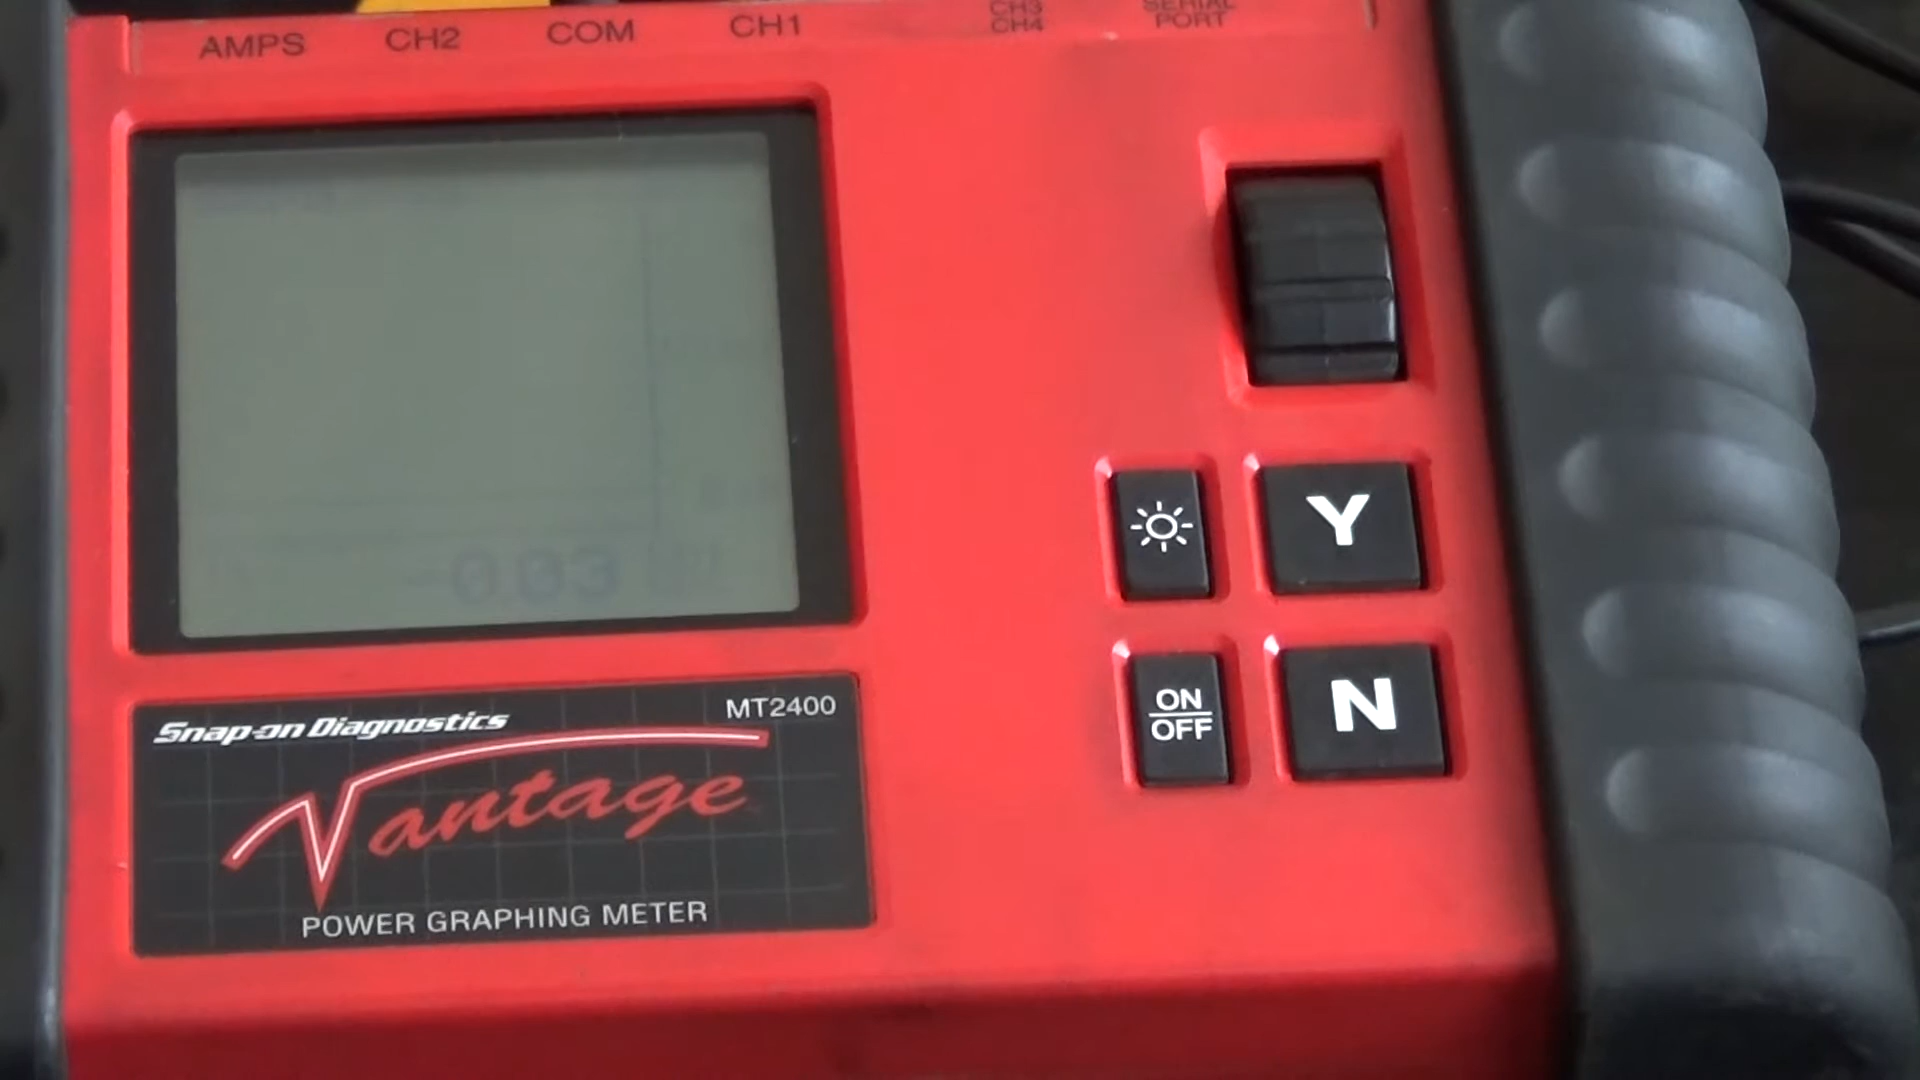 AMPS CH2 COM CH1 CH3 SERIAL
CH4 PORT
-0.03
Y
ON
OFF
N
Snap-on Diagnostics MT2400
Vantage
POWER GRAPHING METER